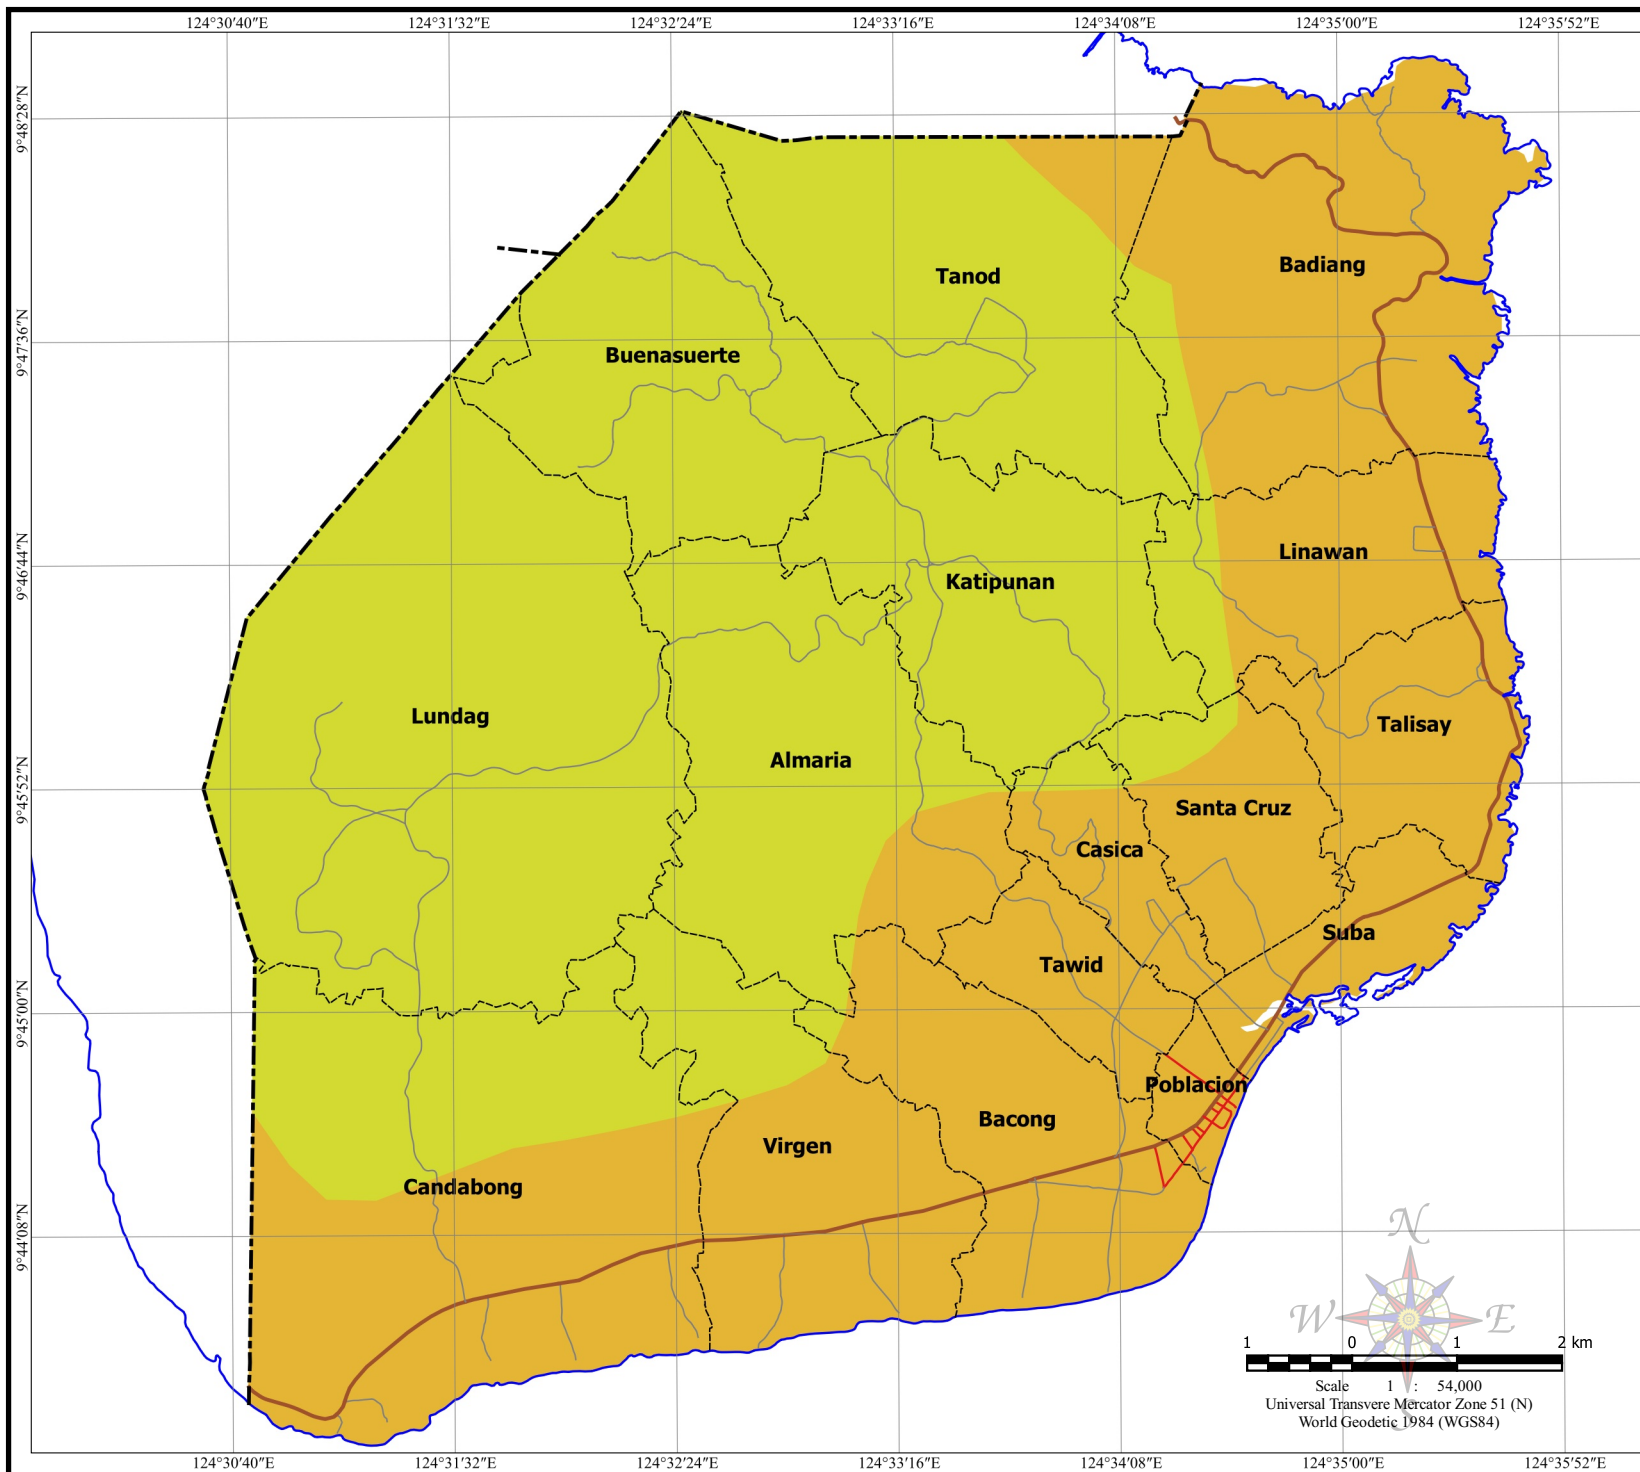 124°30'40"E 124°31'32"E 124°32'24"E 124°33'16"E 124°34'08"E 124°35'00"E 124°35'52"E
9°48'28"N
Badiang
Tanod
9°47'36"N
Buenasuerte
9°46'44"N
Linawan
Katipunan
Lundag
Talisay
Almaria
9°45'52"N
Santa Cruz
Casica
Suba
Tawid
9°45'00"N
Poblacion
Bacong
Virgen
Candabong
9°44'08"N
N
W E
1 0 1 2 km
Scale 1 : 54,000
Universal Transvere Mercator Zone 51 (N)
World Geodetic 1984 (WGS84)
S
124°30'40"E 124°31'32"E 124°32'24"E 124°33'16"E 124°34'08"E 124°35'00"E 124°35'52"E